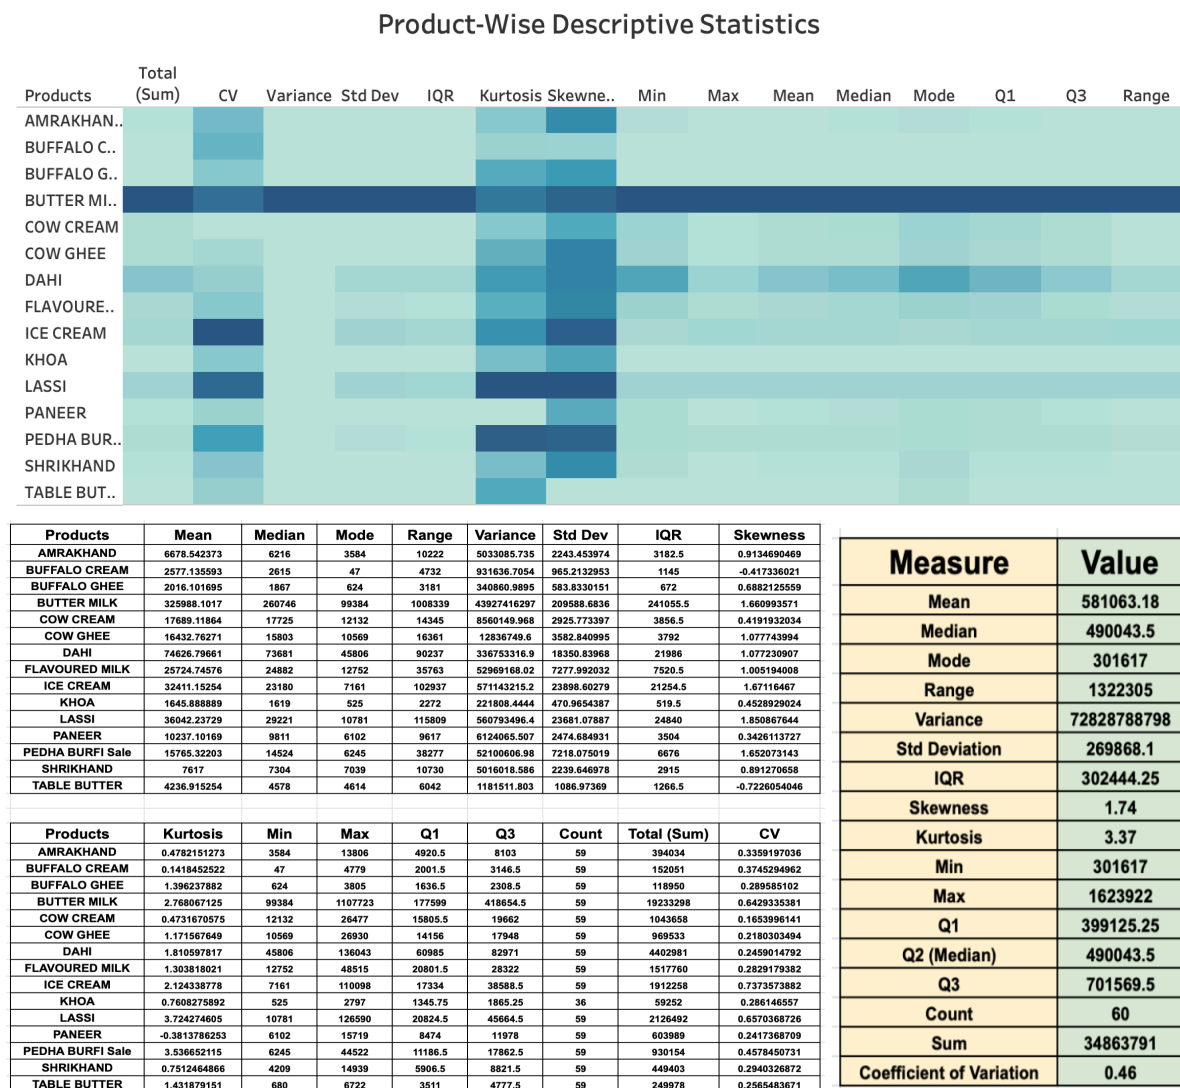 Product-Wise Descriptive Statistics
Products Total (Sum) CV Variance Std Dev IQR Kurtosis Skewne.. Min Max Mean Median Mode Q1 Q3 Range
AMRAKHAN..
BUFFALO C..
BUFFALO G..
BUTTER MI..
COW CREAM
COW GHEE
DAHI
FLAVOURE..
ICE CREAM
KHOA
LASSI
PANEER
PEDHA BUR..
SHRIKHAND
TABLE BUT..
Products Mean Median Mode Range Variance Std Dev IQR Skewness
AMRAKHAND 6678.542373 6216 3584 10222 5033085.735 2243.453974 3182.5 0.9134690469
BUFFALO CREAM 2577.135593 2615 47 4732 931636.7054 965.2132953 1145 -0.417336021
BUFFALO GHEE 2016.101695 1867 624 3181 340860.9895 583.8330151 672 0.6882125559
BUTTER MILK 325988.1017 260746 99384 1008339 43927416297 209588.6836 241055.5 1.660993571
COW CREAM 17689.11864 17725 12132 14345 8560149.968 2925.773397 3856.5 0.4191932034
COW GHEE 16432.76271 15803 10569 16361 12836749.6 3582.840995 3792 1.077743994
DAHI 74626.79661 73681 45806 90237 336753316.9 18350.83968 21986 1.077230907
FLAVOURED MILK 25724.74576 24882 12752 35763 52969168.02 7277.992032 7520.5 1.005194008
ICE CREAM 32411.15254 23180 7161 102937 571143215.2 23898.60279 21254.5 1.67116467
KHOA 1645.888889 1619 525 2272 221808.4444 470.9654387 519.5 0.4528929024
LASSI 36042.23729 29221 10781 115809 560793496.4 23681.07887 24840 1.850867644
PANEER 10237.10169 9811 6102 9617 6124065.507 2474.684931 3504 0.3426113727
PEDHA BURFI Sale 15765.32203 14524 6245 38277 52100606.98 7218.075019 6676 1.652073143
SHRIKHAND 7617 7304 7039 10730 5016018.586 2239.646978 2915 0.891270658
TABLE BUTTER 4236.915254 4578 4614 6042 1181511.803 1086.97369 1266.5 -0.7226054046
Products Kurtosis Min Max Q1 Q3 Count Total (Sum) CV
AMRAKHAND 0.4782151273 3584 13806 4920.5 8103 59 394034 0.3359197036
BUFFALO CREAM 0.1418452522 47 4779 2001.5 3146.5 59 152051 0.3745294962
BUFFALO GHEE 1.396237882 624 3805 1636.5 2308.5 59 118950 0.289585102
BUTTER MILK 2.768067125 99384 1107723 177599 418654.5 59 19233298 0.6429335381
COW CREAM 0.4731670575 12132 26477 15805.5 19662 59 1043658 0.1653996141
COW GHEE 1.171567649 10569 26930 14156 17948 59 969533 0.2180303494
DAHI 1.810597817 45806 136043 60985 82971 59 4402981 0.2459014792
FLAVOURED MILK 1.303818021 12752 48515 20801.5 28322 59 1517760 0.2829179382
ICE CREAM 2.124338778 7161 110098 17334 38588.5 59 1912258 0.7373573882
KHOA 0.7608275892 525 2797 1345.75 1865.25 36 59252 0.286146557
LASSI 3.724274605 10781 126590 20824.5 45664.5 59 2126492 0.6570368726
PANEER -0.3813786253 6102 15719 8474 11978 59 603989 0.2417368709
PEDHA BURFI Sale 3.536652115 6245 44522 11186.5 17862.5 59 930154 0.4578450731
SHRIKHAND 0.7512464866 4209 14939 5906.5 8821.5 59 449403 0.2940326872
TABLE BUTTER 1.431879151 680 6722 3511 4777.5 59 249978 0.2565483671
Measure Value
Mean 581063.18
Median 490043.5
Mode 301617
Range 1322305
Variance 72828788798
Std Deviation 269868.1
IQR 302444.25
Skewness 1.74
Kurtosis 3.37
Min 301617
Max 1623922
Q1 399125.25
Q2 (Median) 490043.5
Q3 701569.5
Count 60
Sum 34863791
Coefficient of Variation 0.46